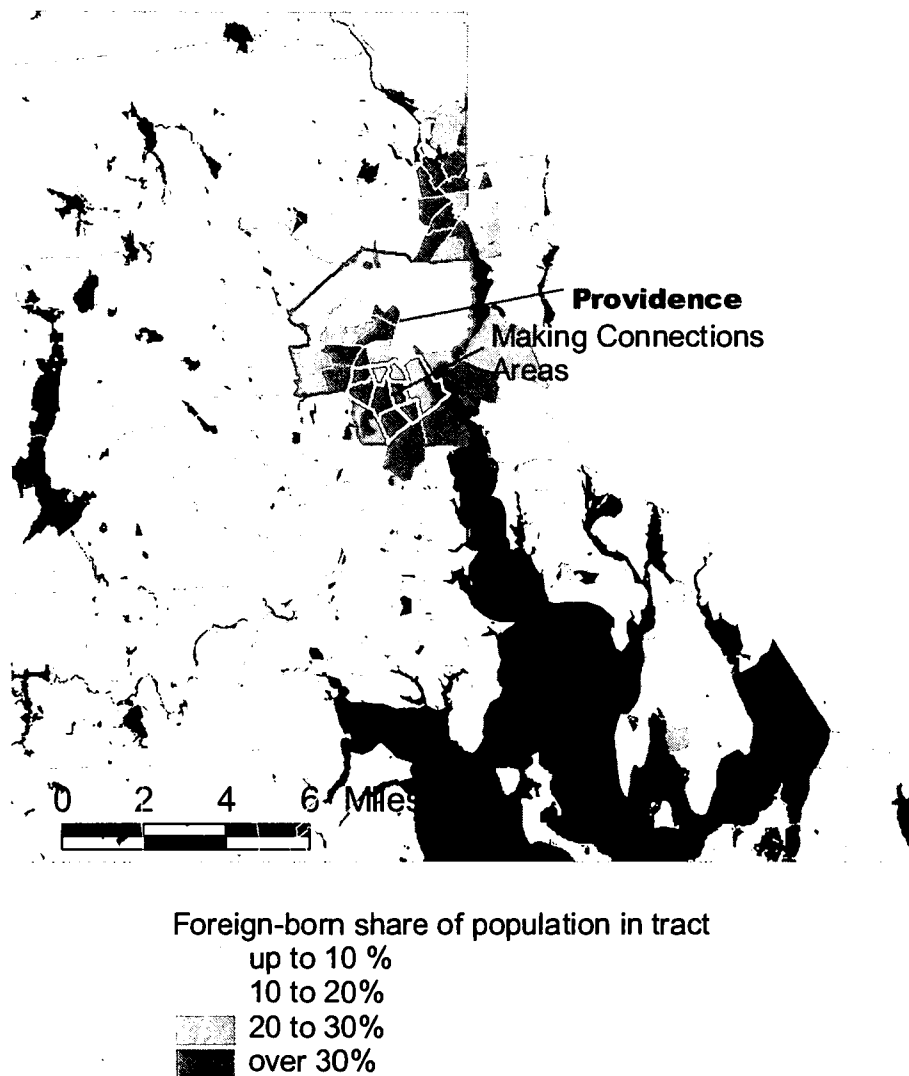 Providence
Making Connections
Areas
0 2 4 6 Miles
Foreign-born share of population in tract
up to 10 %
10 to 20%
20 to 30%
over 30%